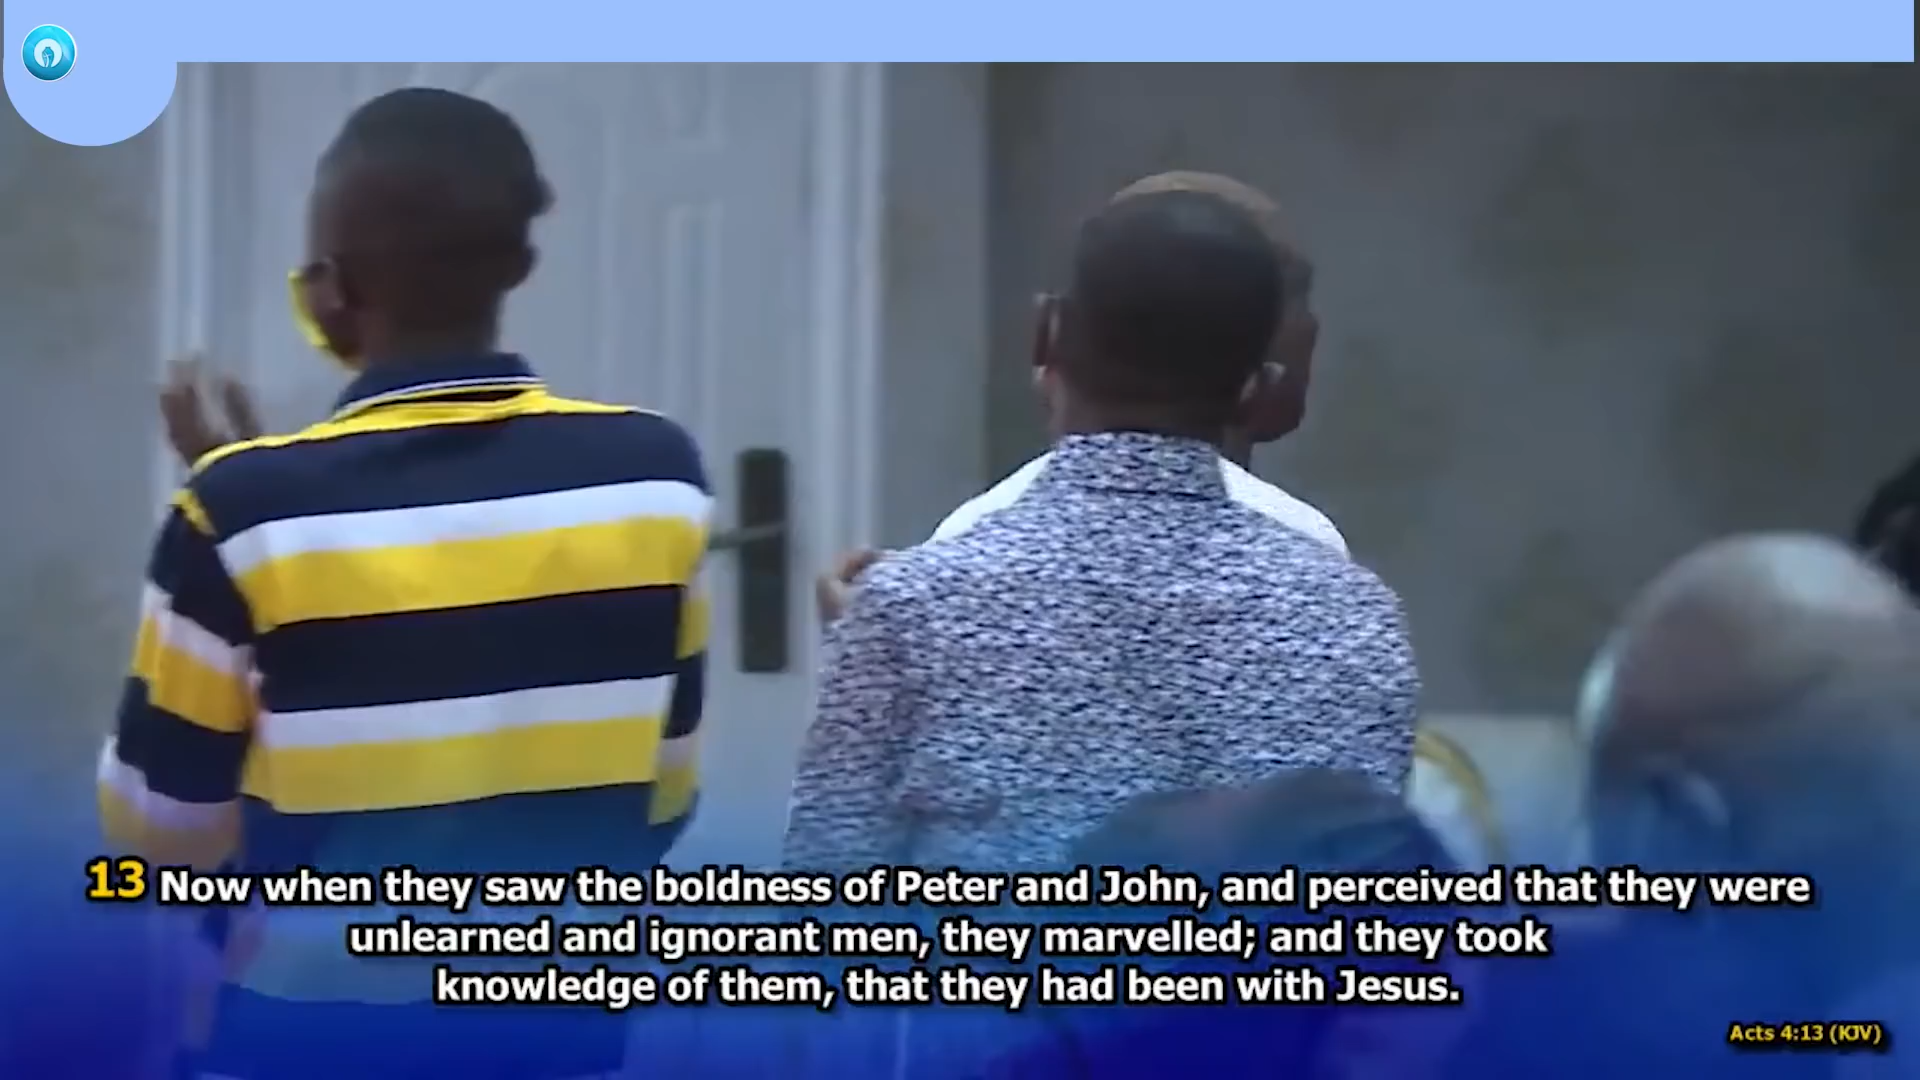 13 Now when they saw the boldness of Peter and John, and perceived that they were
unlearned and ignorant men, they marvelled; and they took
knowledge of them, that they had been with Jesus.
Acts 4:13 (KJV)